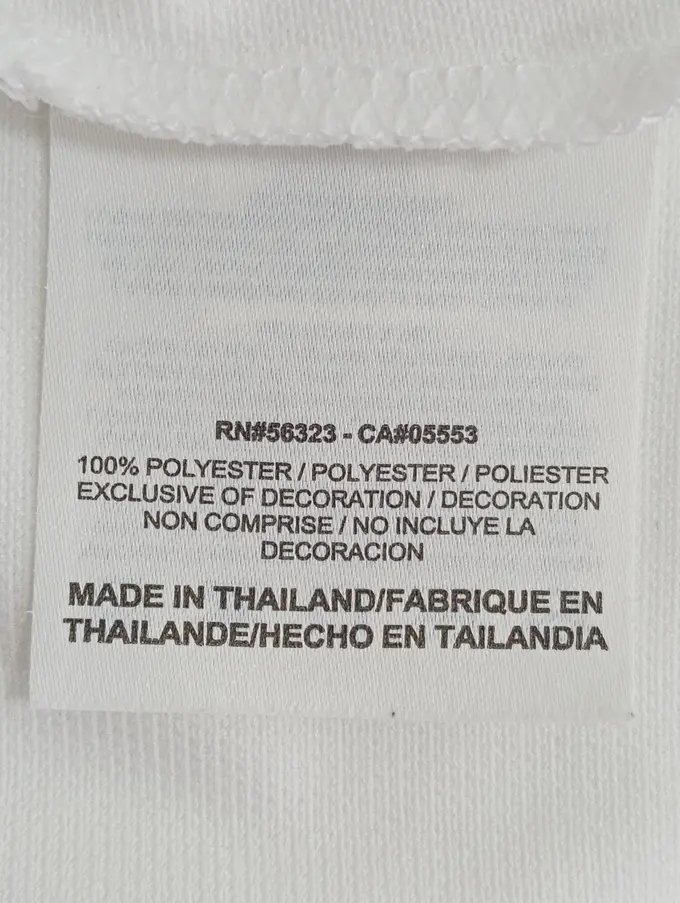 RN#56323 - CA#05553
100% POLYESTER / POLYESTER / POLIESTER
EXCLUSIVE OF DECORATION / DECORATION
NON COMPRISE / NO INCLUYE LA
DECORACION
MADE IN THAILAND/FABRIQUE EN
THAILANDE/HECHO EN TAILANDIA